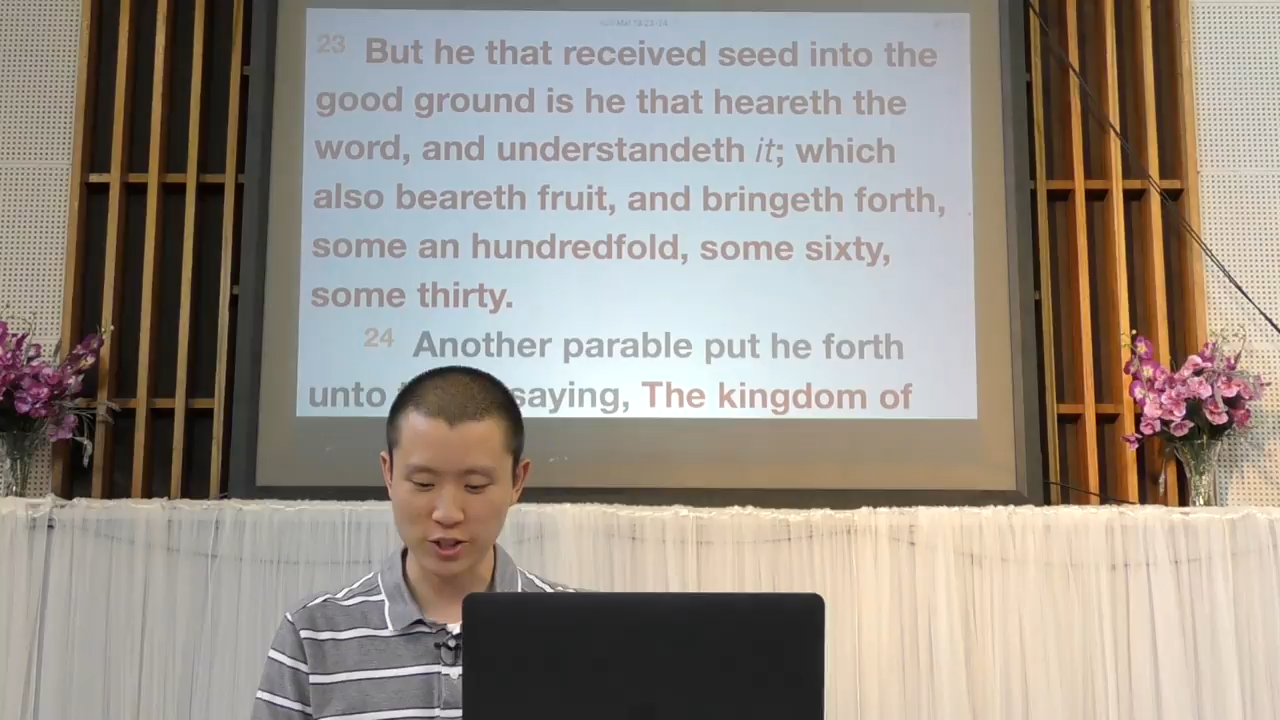 23 But he that received seed into the
good ground is he that heareth the
word, and understandeth it; which
also beareth fruit, and bringeth forth,
some an hundredfold, some sixty,
some thirty.
24 Another parable put he forth
unto saying, The kingdom of